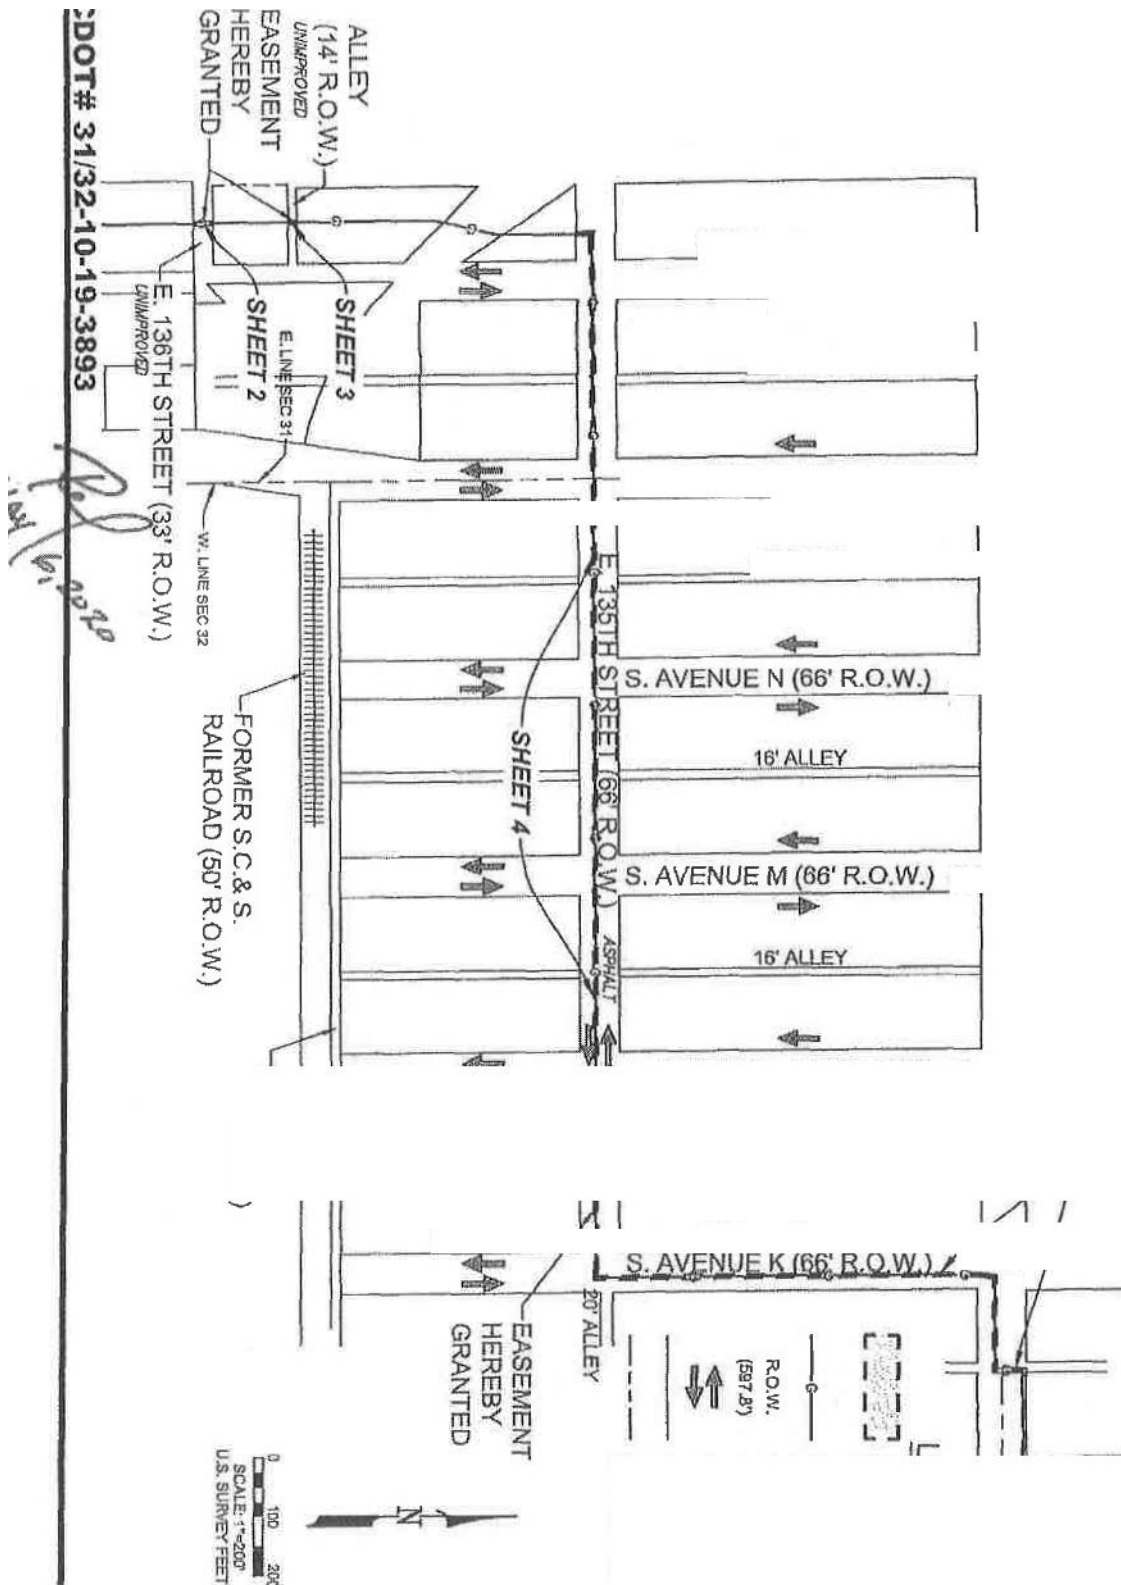 ALLEY
(14' R.O.W.)
UNIMPROVED
EASEMENT
HEREBY
GRANTED
SHEET 3
SHEET 2
E. LINE SEC 31
E. 136TH STREET (33' R.O.W.)
UNIMPROVED
W. LINE SEC 32
CDOT# 31/32-10-19-3893
FORMER S.C.& S.
RAILROAD (50' R.O.W.)
SHEET 4
E. 135TH STREET (66' R.O.W.)
ASPHALT
S. AVENUE N (66' R.O.W.)
16' ALLEY
S. AVENUE M (66' R.O.W.)
16' ALLEY
S. AVENUE K (66' R.O.W.)
20' ALLEY
EASEMENT
HEREBY
GRANTED
R.O.W.
(597.8')
G
N
0 100 200
SCALE: 1"=200'
U.S. SURVEY FEET